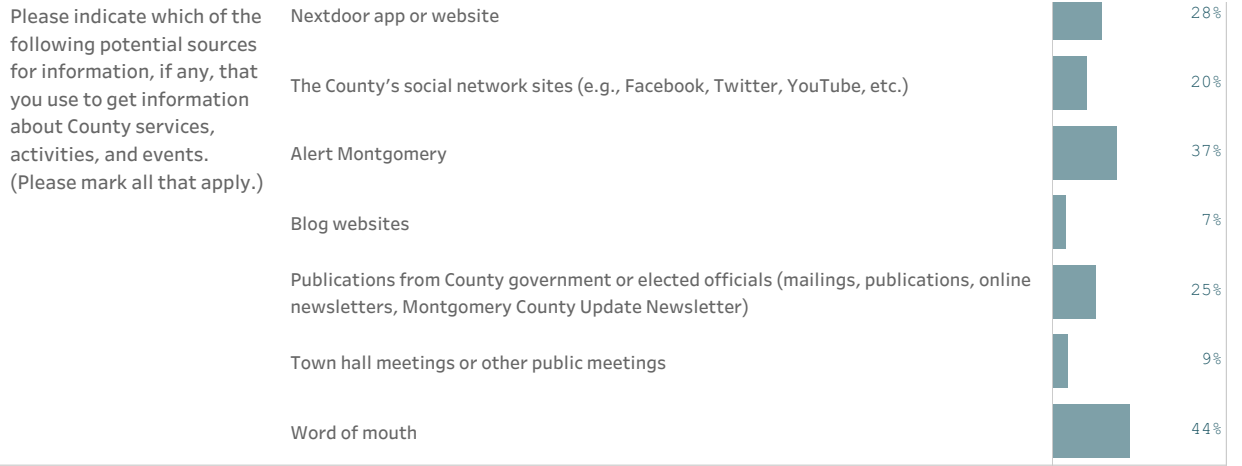 Please indicate which of the
following potential sources
for information, if any, that
you use to get information
about County services,
activities, and events.
(Please mark all that apply.)
Nextdoor app or website 28%
The County's social network sites (e.g., Facebook, Twitter, YouTube, etc.) 20%
Alert Montgomery 37%
Blog websites 7%
Publications from County government or elected officials (mailings, publications, online
newsletters, Montgomery County Update Newsletter) 25%
Town hall meetings or other public meetings 9%
Word of mouth 44%